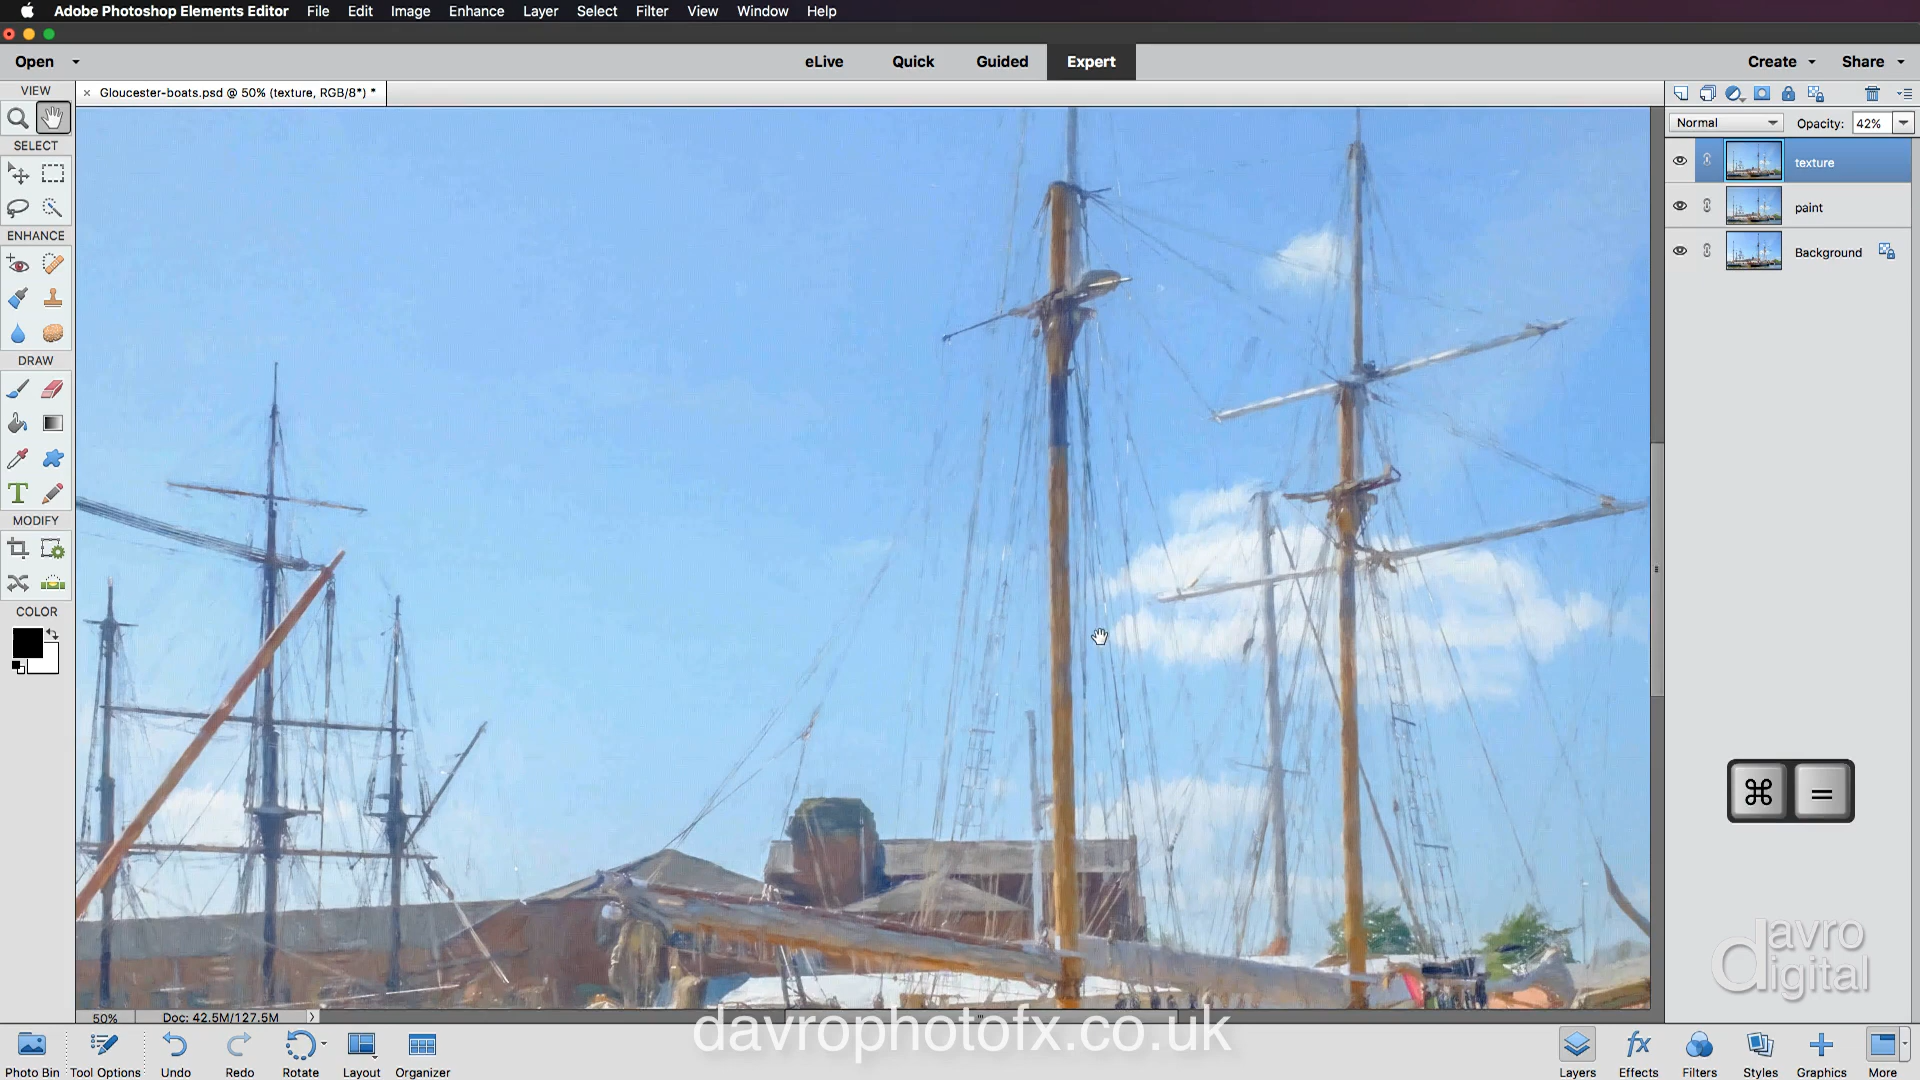 Adobe Photoshop Elements Editor File Edit Image Enhance Layer Select Filter View Window Help
Open eLive Quick Guided Expert Create Share
VIEW
× Gloucester-boats.psd @ 50% (texture, RGB/8*) *
Normal Opacity: 42%
SELECT
texture
paint
ENHANCE
Background
DRAW
T
MODIFY
COLOR
⌘ =
davro
digital
50% Doc: 42.5M/127.5M
davrophotofx.co.uk
fx
Photo Bin Tool Options Undo Redo Rotate Layout Organizer Layers Effects Filters Styles Graphics More